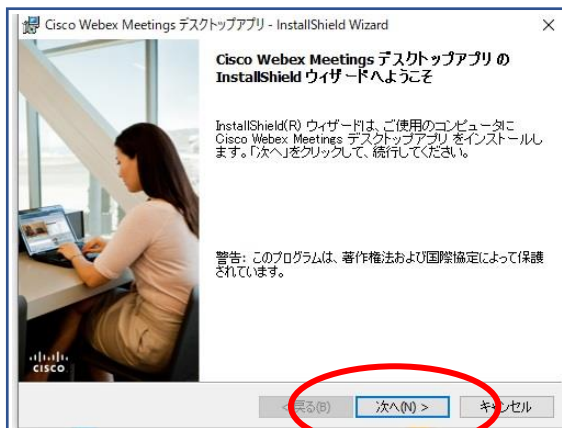 Cisco Webex Meetings デスクトップアプリ - InstallShield Wizard
Cisco Webex Meetings デスクトップアプリ の
InstallShield ウィザードへようこそ
InstallShield(R) ウィザードは、ご使用のコンピュータに
Cisco Webex Meetings デスクトップアプリ をインストールし
ます。「次へ」をクリックして、続行してください。
警告: このプログラムは、著作権法および国際協定によって保護
されています。
CISCO
< 戻る(B) 次へ(N) > キャンセル